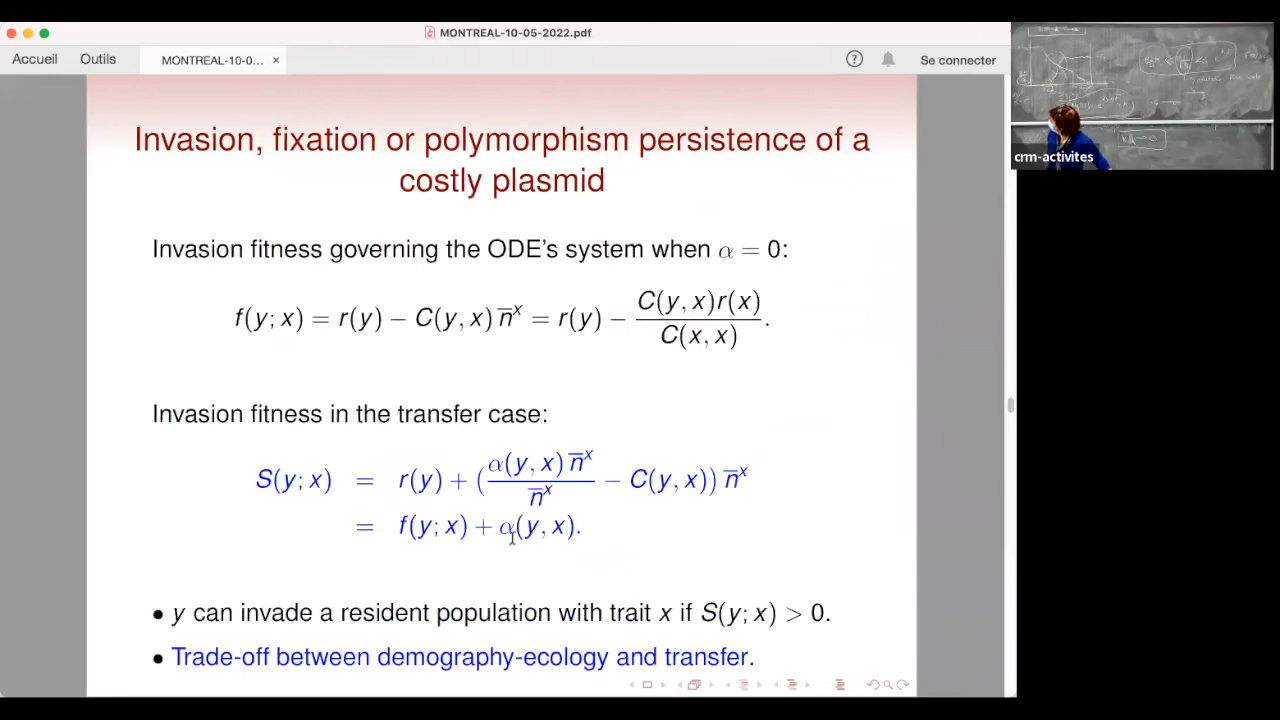 MONTREAL-10-05-2022.pdf
Accueil Outils MONTREAL-10-0... × Se connecter
crm-activites
Invasion, fixation or polymorphism persistence of a
costly plasmid
Invasion fitness governing the ODE's system when α = 0:
f(y; x) = r(y) − C(y, x) n̅ˣ = r(y) − C(y, x)r(x) / C(x, x).
Invasion fitness in the transfer case:
S(y; x) = r(y) + (α(y, x) n̅ˣ / n̅ˣ − C(y, x)) n̅ˣ
= f(y; x) + α(y, x).
• y can invade a resident population with trait x if S(y; x) > 0.
• Trade-off between demography-ecology and transfer.